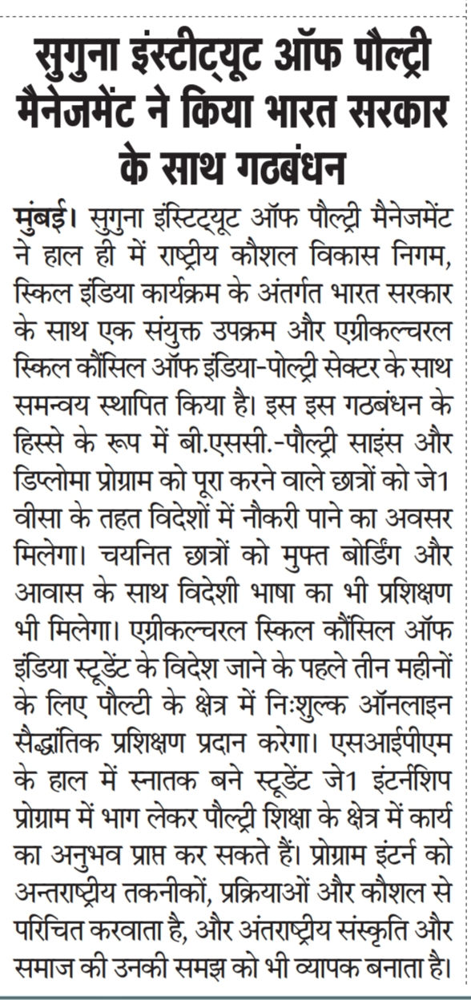 सुगुना इंस्टीट्यूट ऑफ पौल्ट्री
मैनेजमेंट ने किया भारत सरकार
के साथ गठबंधन
मुंबई। सुगुना इंस्टिट्यूट ऑफ पौल्ट्री मैनेजमेंट
ने हाल ही में राष्ट्रीय कौशल विकास निगम,
स्किल इंडिया कार्यक्रम के अंतर्गत भारत सरकार
के साथ एक संयुक्त उपक्रम और एग्रीकल्चरल
स्किल कौंसिल ऑफ इंडिया-पोल्ट्री सेक्टर के साथ
समन्वय स्थापित किया है। इस इस गठबंधन के
हिस्से के रूप में बी.एससी.-पौल्ट्री साइंस और
डिप्लोमा प्रोग्राम को पूरा करने वाले छात्रों को जे1
वीसा के तहत विदेशों में नौकरी पाने का अवसर
मिलेगा। चयनित छात्रों को मुफ्त बोर्डिंग और
आवास के साथ विदेशी भाषा का भी प्रशिक्षण
भी मिलेगा। एग्रीकल्चरल स्किल कौंसिल ऑफ
इंडिया स्टूडेंट के विदेश जाने के पहले तीन महीनों
के लिए पौल्टी के क्षेत्र में निःशुल्क ऑनलाइन
सैद्धांतिक प्रशिक्षण प्रदान करेगा। एसआईपीएम
के हाल में स्नातक बने स्टूडेंट जे1 इंटर्नशिप
प्रोग्राम में भाग लेकर पौल्ट्री शिक्षा के क्षेत्र में कार्य
का अनुभव प्राप्त कर सकते हैं। प्रोग्राम इंटर्न को
अन्तराष्ट्रीय तकनीकों, प्रक्रियाओं और कौशल से
परिचित करवाता है, और अंतराष्ट्रीय संस्कृति और
समाज की उनकी समझ को भी व्यापक बनाता है।